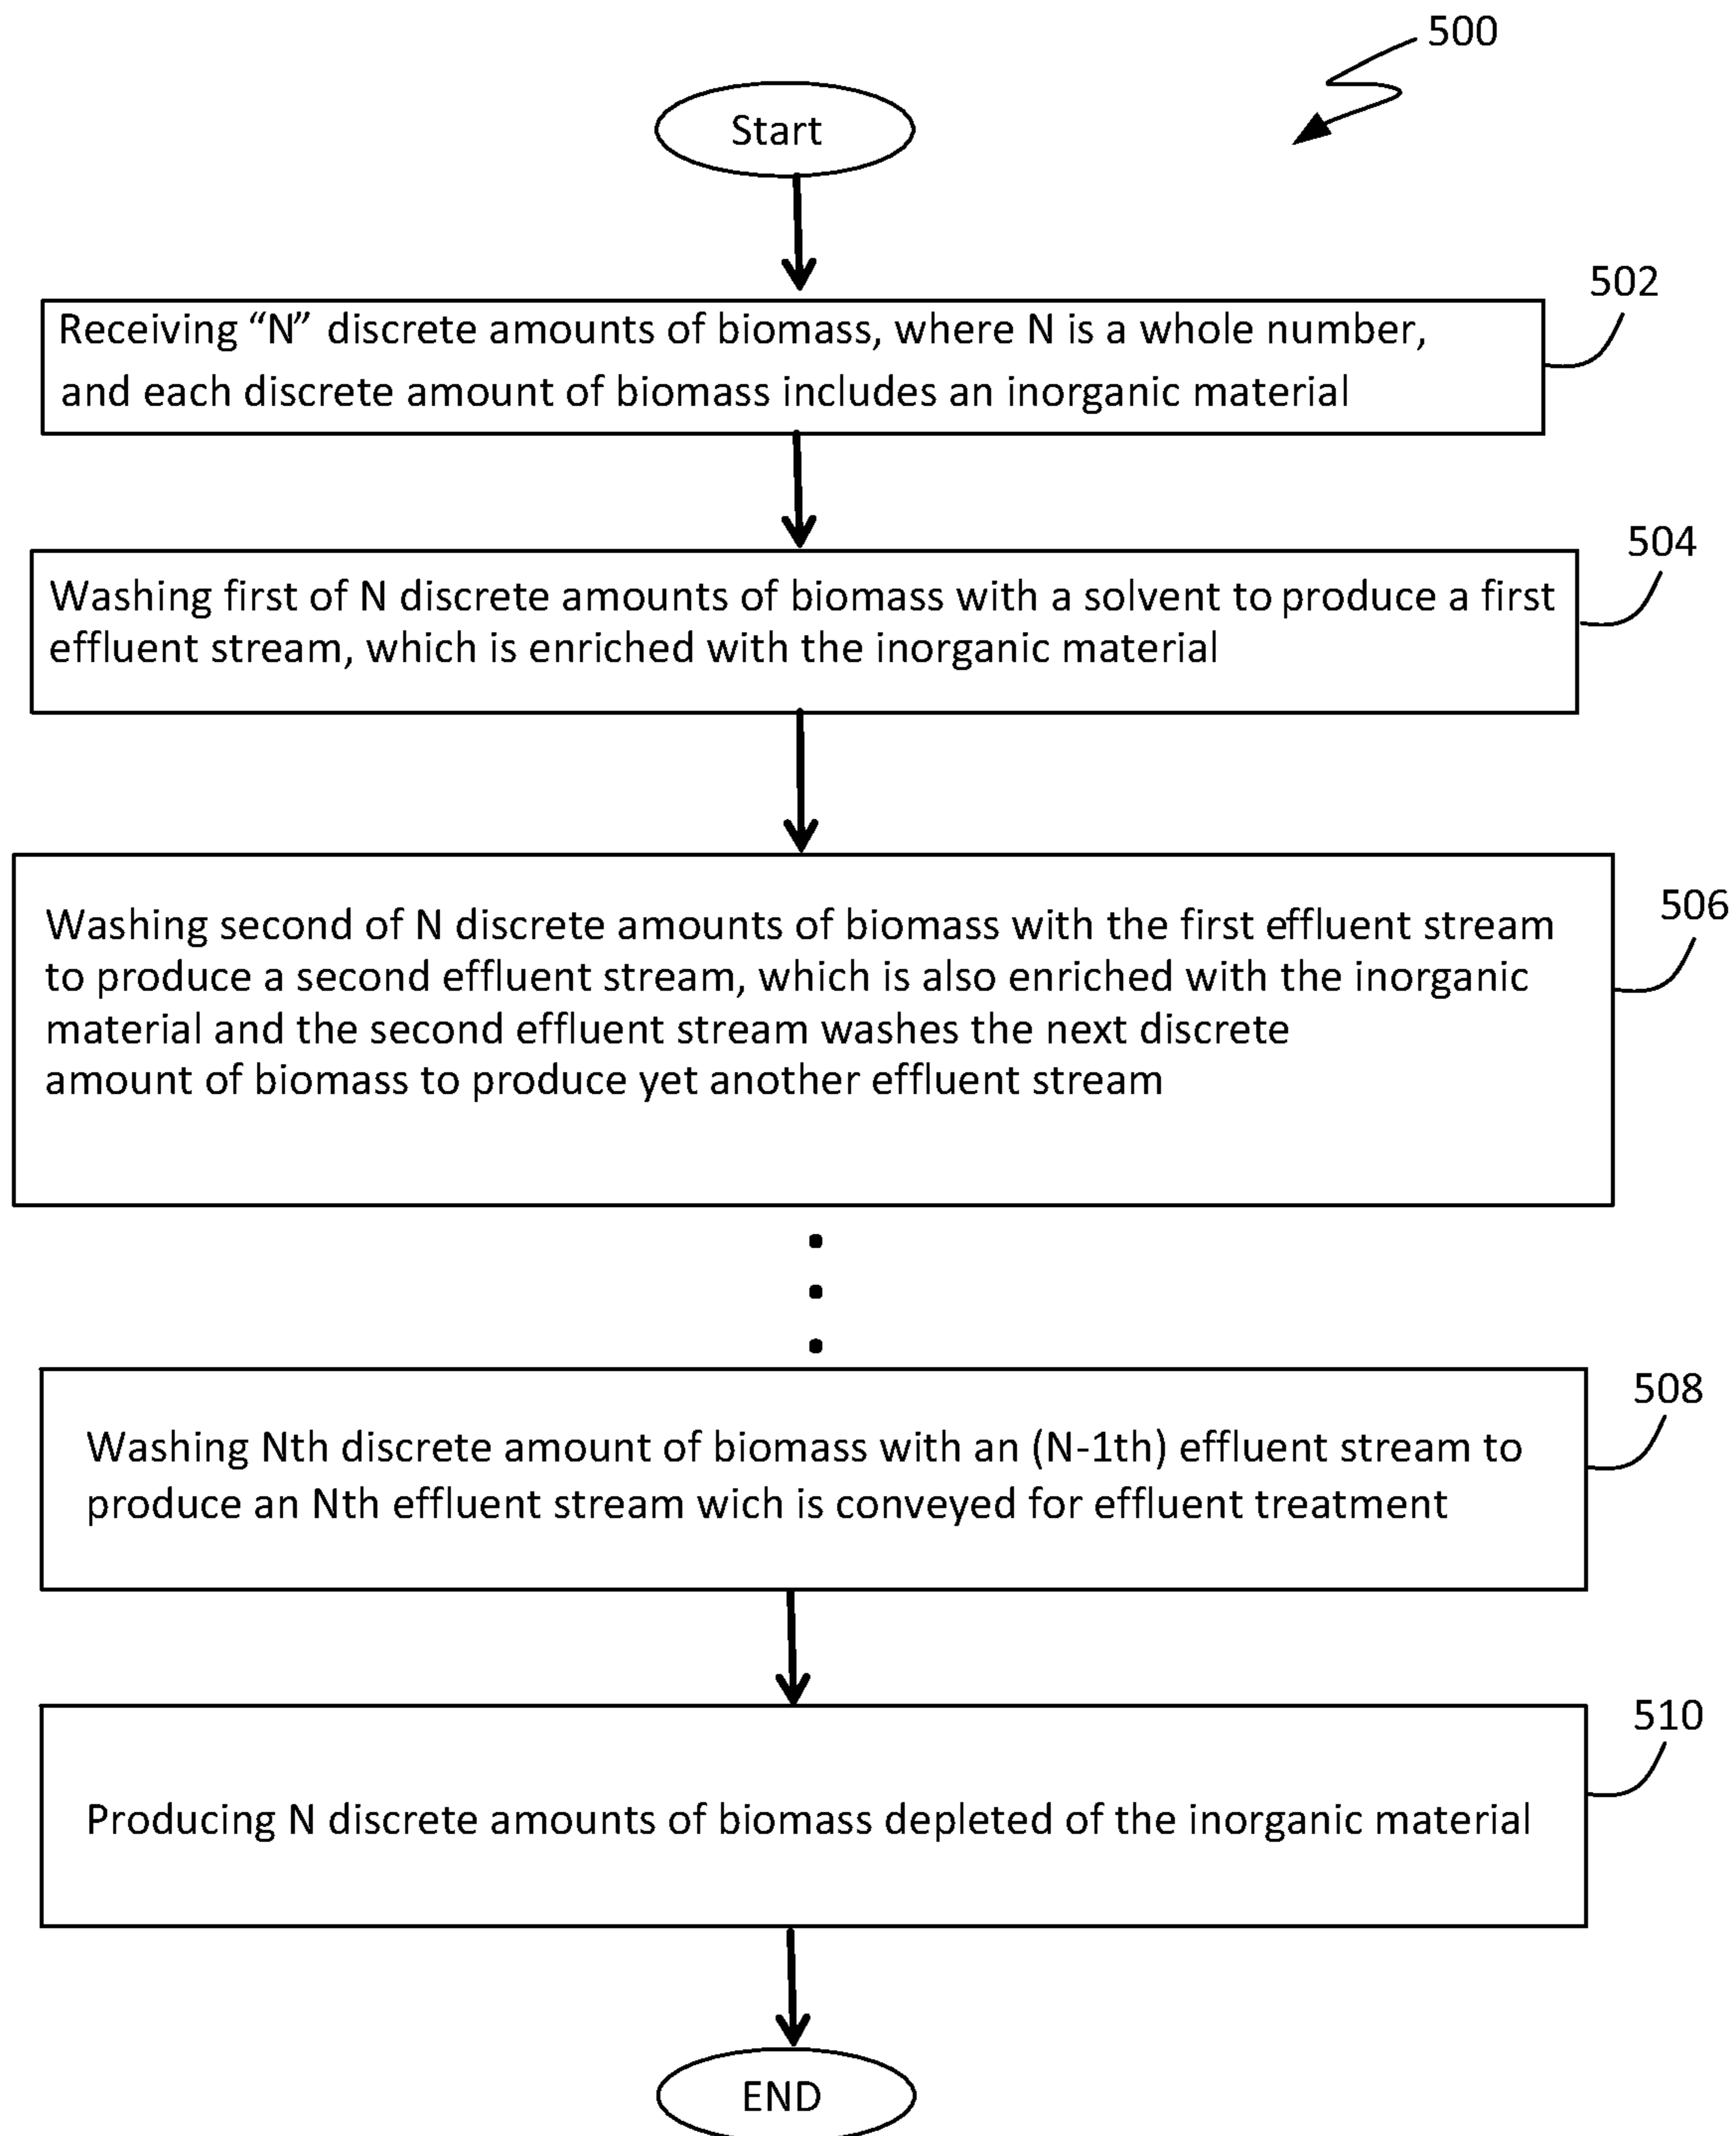 500
Start
502
Receiving “N” discrete amounts of biomass, where N is a whole number,
and each discrete amount of biomass includes an inorganic material
504
Washing first of N discrete amounts of biomass with a solvent to produce a first
effluent stream, which is enriched with the inorganic material
506
Washing second of N discrete amounts of biomass with the first effluent stream
to produce a second effluent stream, which is also enriched with the inorganic
material and the second effluent stream washes the next discrete
amount of biomass to produce yet another effluent stream
508
Washing Nth discrete amount of biomass with an (N-1th) effluent stream to
produce an Nth effluent stream wich is conveyed for effluent treatment
510
Producing N discrete amounts of biomass depleted of the inorganic material
END